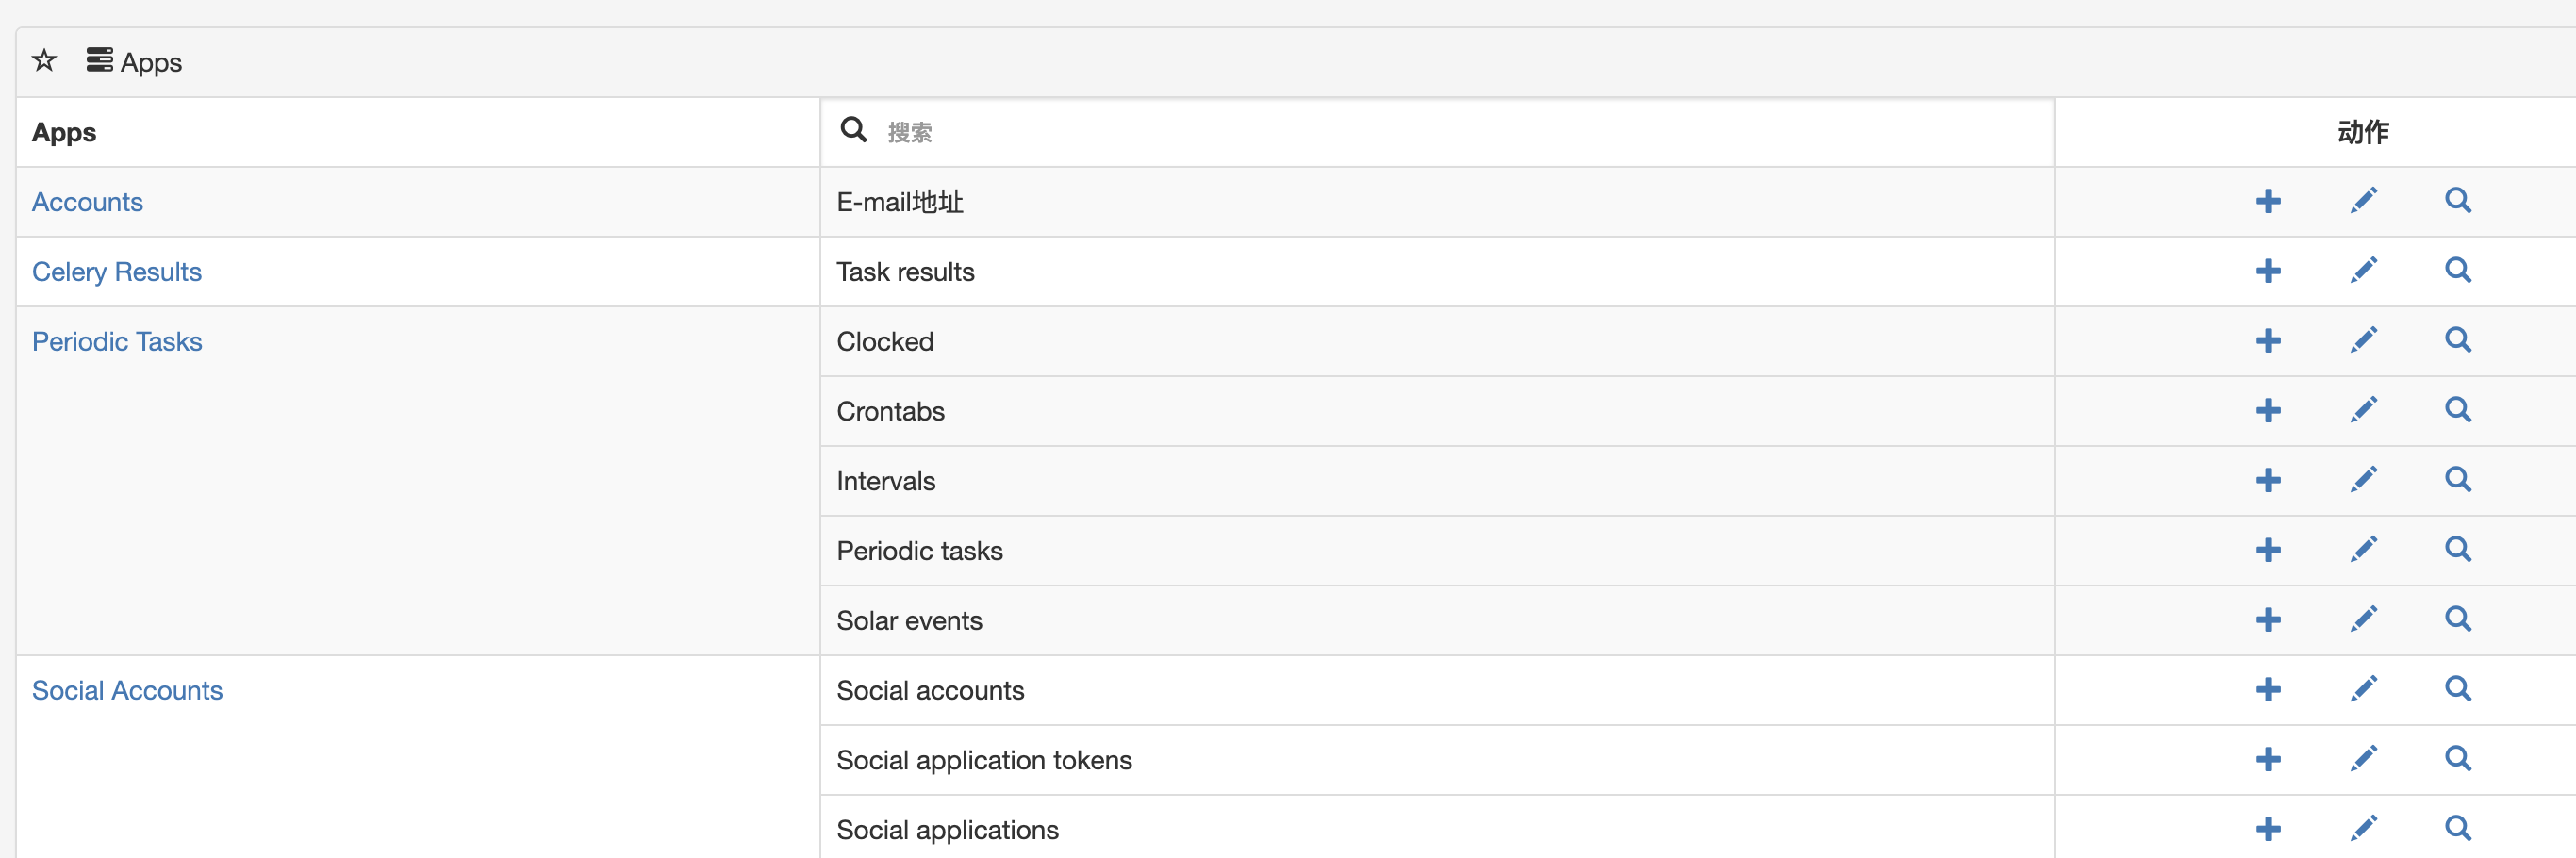 Apps
Apps 搜索 动作
Accounts E-mail地址
Celery Results Task results
Periodic Tasks Clocked
Crontabs
Intervals
Periodic tasks
Solar events
Social Accounts Social accounts
Social application tokens
Social applications